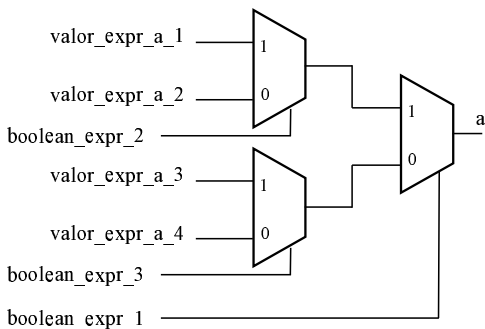 valor_expr_a_1
1
valor_expr_a_2
0
boolean_expr_2
a
1
0
valor_expr_a_3
1
valor_expr_a_4
0
boolean_expr_3
boolean_expr_1